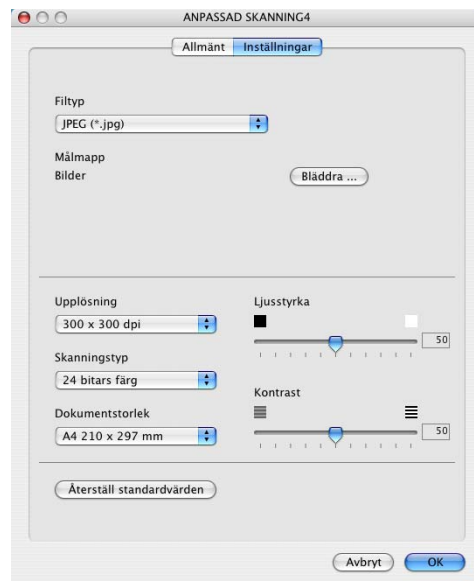 ANPASSAD SKANNING4
Allmänt Inställningar
Filtyp
JPEG (*.jpg)
Målmapp
Bilder Bläddra ...
Upplösning
300 x 300 dpi
Skanningstyp
24 bitars färg
Dokumentstorlek
A4 210 x 297 mm
Ljusstyrka
50
Kontrast
50
Återställ standardvärden
Avbryt OK